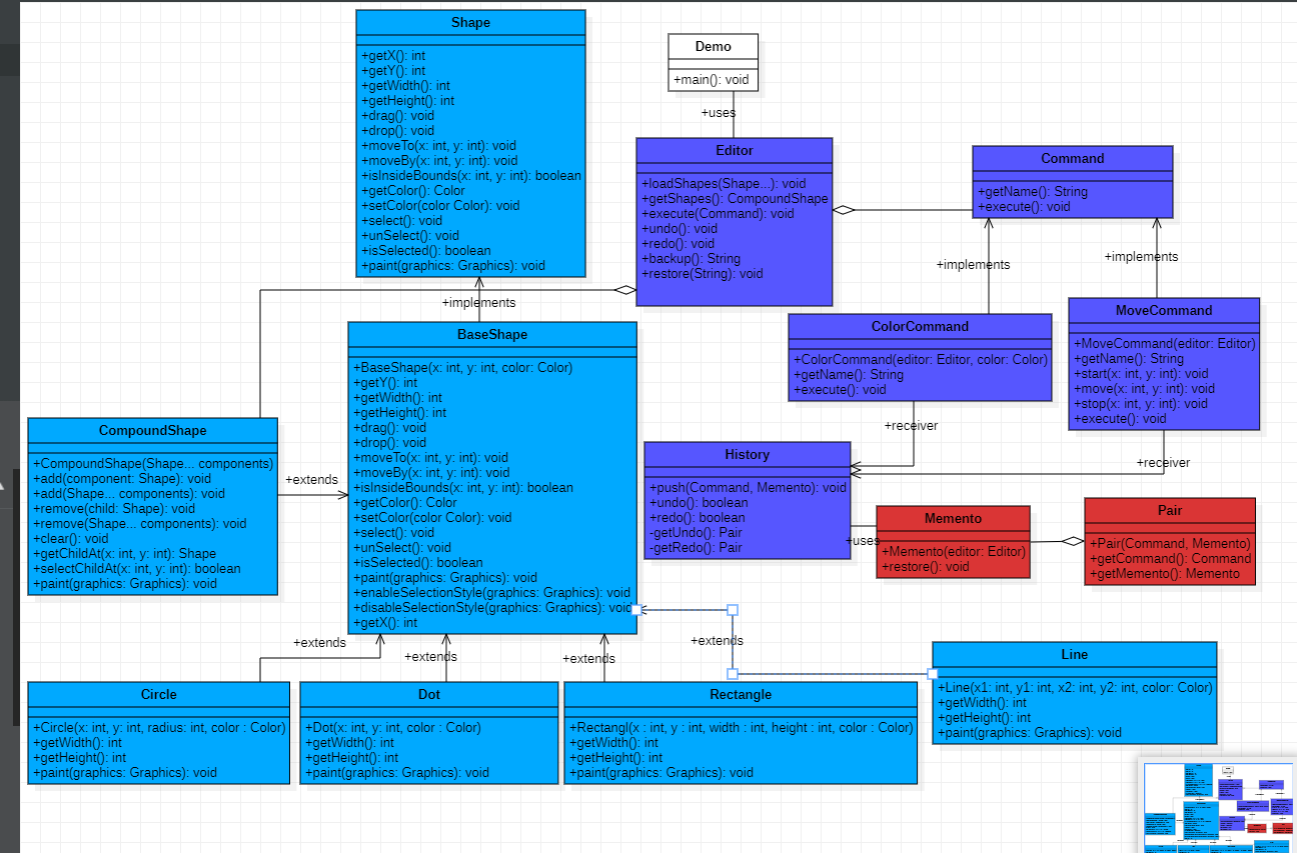 Shape
+getX(): int
+getY(): int
+getWidth(): int
+getHeight(): int
+drag(): void
+drop(): void
+moveTo(x: int, y: int): void
+moveBy(x: int, y: int): void
+isInsideBounds(x: int, y: int): boolean
+getColor(): Color
+setColor(color Color): void
+select(): void
+unSelect(): void
+isSelected(): boolean
+paint(graphics: Graphics): void
Demo
+main(): void
+uses
Editor
+loadShapes(Shape...): void
+getShapes(): CompoundShape
+execute(Command): void
+undo(): void
+redo(): void
+backup(): String
+restore(String): void
Command
+getName(): String
+execute(): void
+implements
+implements
+implements
BaseShape
+BaseShape(x: int, y: int, color: Color)
+getY(): int
+getWidth(): int
+getHeight(): int
+drag(): void
+drop(): void
+moveTo(x: int, y: int): void
+moveBy(x: int, y: int): void
+isInsideBounds(x: int, y: int): boolean
+getColor(): Color
+setColor(color Color): void
+select(): void
+unSelect(): void
+isSelected(): boolean
+paint(graphics: Graphics): void
+enableSelectionStyle(graphics: Graphics): void
+disableSelectionStyle(graphics: Graphics): void
+getX(): int
ColorCommand
+ColorCommand(editor: Editor, color: Color)
+getName(): String
+execute(): void
MoveCommand
+MoveCommand(editor: Editor)
+getName(): String
+start(x: int, y: int): void
+move(x: int, y: int): void
+stop(x: int, y: int): void
+execute(): void
+receiver
+receiver
CompoundShape
+CompoundShape(Shape... components)
+add(component: Shape): void
+add(Shape... components): void
+remove(child: Shape): void
+remove(Shape... components): void
+clear(): void
+getChildAt(x: int, y: int): Shape
+selectChildAt(x: int, y: int): boolean
+paint(graphics: Graphics): void
+extends
History
+push(Command, Memento): void
+undo(): boolean
+redo(): boolean
-getUndo(): Pair
-getRedo(): Pair
+uses
Memento
+Memento(editor: Editor)
+restore(): void
Pair
+Pair(Command, Memento)
+getCommand(): Command
+getMemento(): Memento
+extends
+extends
+extends
+extends
Circle
+Circle(x: int, y: int, radius: int, color : Color)
+getWidth(): int
+getHeight(): int
+paint(graphics: Graphics): void
Dot
+Dot(x: int, y: int, color : Color)
+getWidth(): int
+getHeight(): int
+paint(graphics: Graphics): void
Rectangle
+Rectangl(x : int, y : int, width : int, height : int, color : Color)
+getWidth(): int
+getHeight(): int
+paint(graphics: Graphics): void
Line
+Line(x1: int, y1: int, x2: int, y2: int, color: Color)
+getWidth(): int
+getHeight(): int
+paint(graphics: Graphics): void